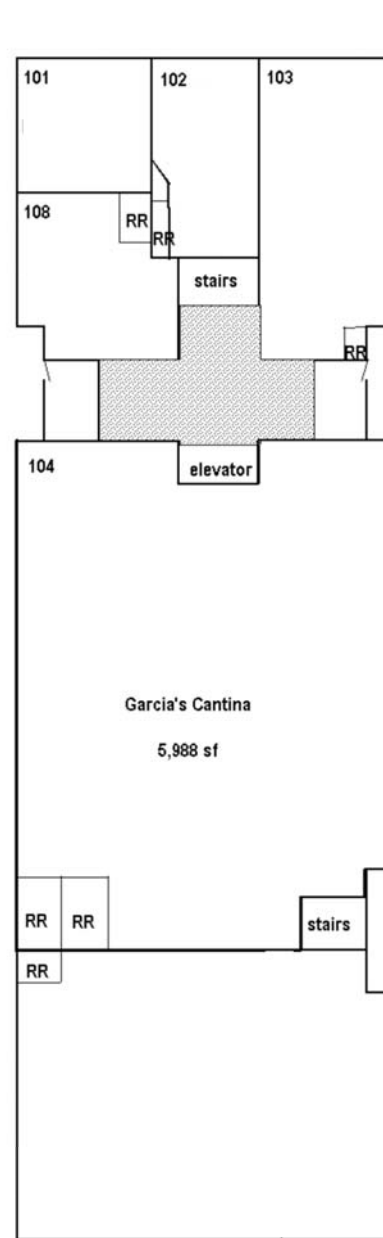 101
102
103
108
RR
RR
stairs
RR
104
elevator
Garcia's Cantina
5,988 sf
RR
RR
stairs
RR